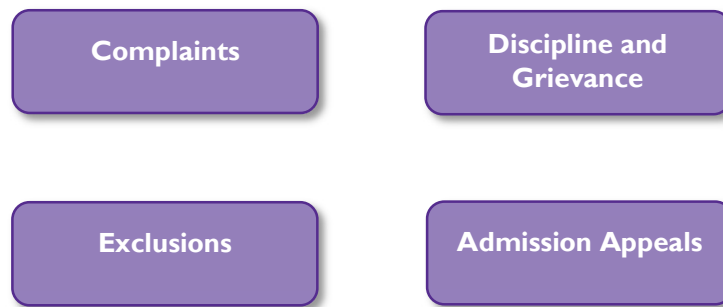 Complaints
Discipline and
Grievance
Exclusions
Admission Appeals